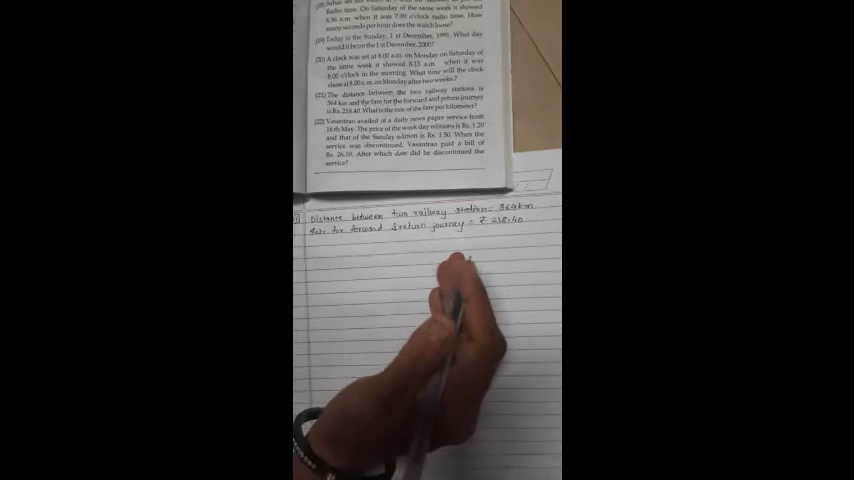 Radio time. On Saturday of the same week it showed
6.56 a.m. when it was 7.00 o'clock radio time. How
many seconds per hour does the watch loose?
(19) Today is the Sunday, 1 st December, 1991. What day
would it be on the 1 st December, 2000?
(20) A clock was set at 8.00 a.m. on Monday on Saturday of
the same week it showed 8.15 a.m when it was
8.00 o'clock in the morning. What time will the clock
show at 8.00 a.m. on Monday after two weeks?
(21) The distance between the two railway stations is
364 km and the fare for the forward and return journey
is Rs. 218.40. What is the rate of the fare per kilometer?
(22) Vasantrao availed of a daily news paper service from
16 th May. The price of the week day editions is Rs. 1.20
and that of the Sunday edition is Rs. 1.50. When the
service was discontinued, Vasantrao paid a bill of
Rs. 26.10. After which date did he discontinued the
service?
Distance between two railway station = 364 km
fare for forward & return journey = ₹ 218.40